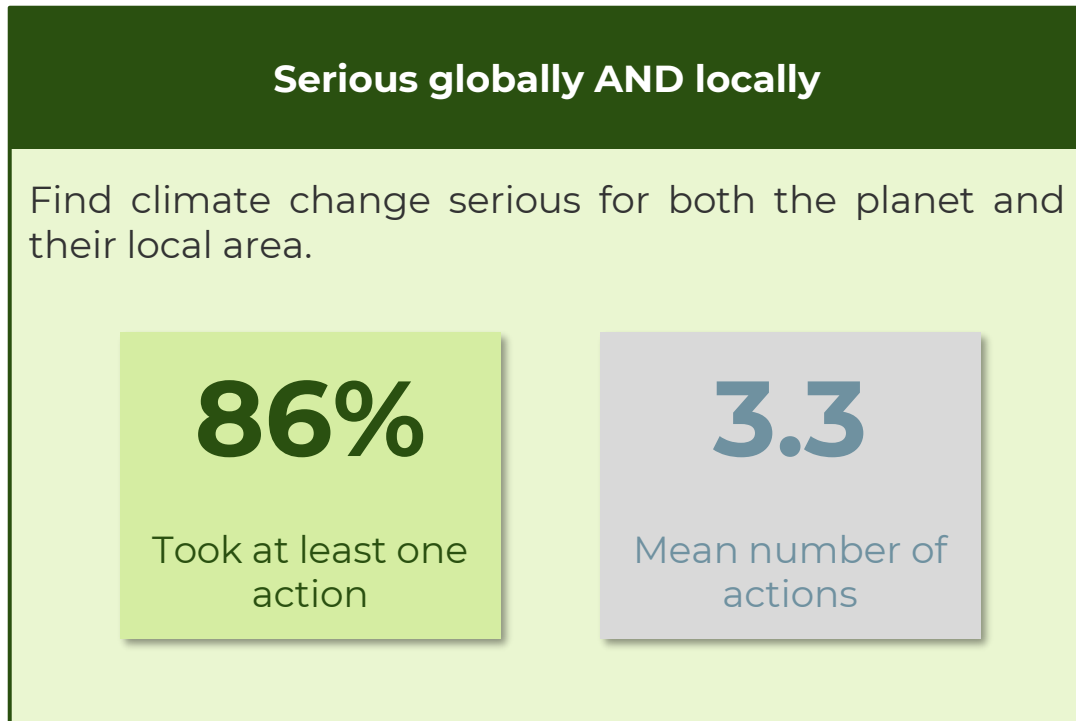 Serious globally AND locally
Find climate change serious for both the planet and
their local area.
86%
Took at least one
action
3.3
Mean number of
actions